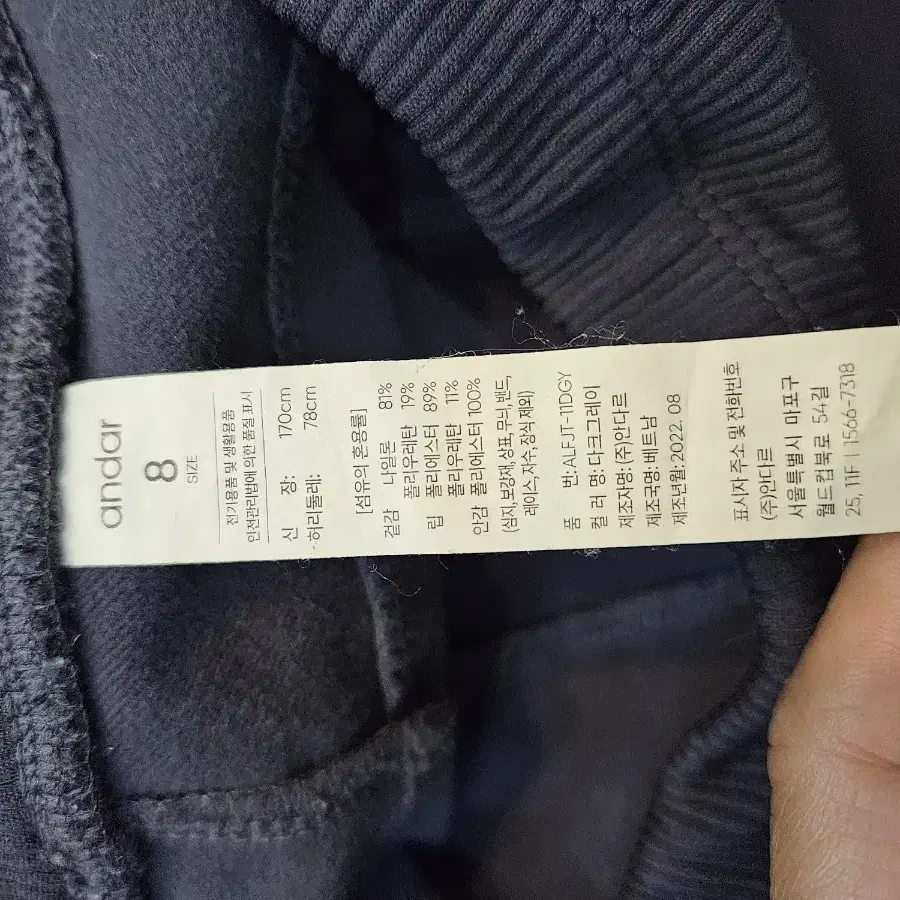 andar
8
SIZE
전기용품 및 생활용품
안전관리법에 의한 품질 표시
신 장: 170cm
허리둘레: 78cm
[섬유의 혼용률]
겉감 나일론 81%
폴리우레탄 19%
립 폴리에스터 89%
폴리우레탄 11%
안감 폴리에스터 100%
(심지,보강재,상표,무늬,밴드,
레이스,자수,장식 제외)
품 번:ALFJT-11DGY
컬 러 명:다크그레이
제조자명:(주)안다르
제조국명:베트남
제조년월:2022. 08
표시자 주소 및 전화번호
(주)안다르
서울특별시 마포구
월드컵북로 54길
25, 11F | 1566-7318